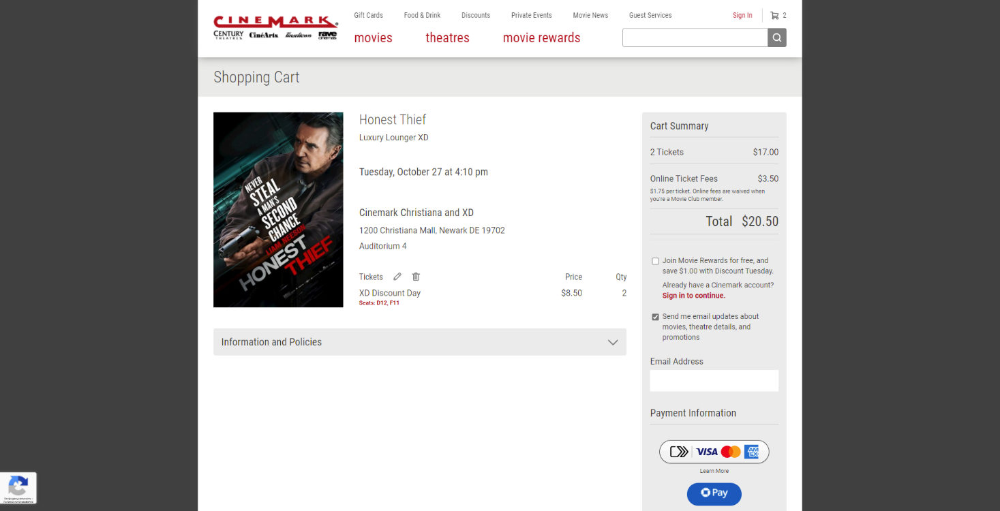 Gift Cards
Food & Drink
Discounts
Private Events
Movie News
Guest Services
Sign In
2
CINEMARK
CENTURY THEATRES CinéArts Tinseltown rave cinemas
movies
theatres
movie rewards
Shopping Cart
NEVER
STEAL
A MAN'S
SECOND
CHANCE
LIAM NEESON
HONEST
THIEF
Honest Thief
Luxury Lounger XD
Tuesday, October 27 at 4:10 pm
Cinemark Christiana and XD
1200 Christiana Mall, Newark DE 19702
Auditorium 4
Tickets Price Qty
XD Discount Day $8.50 2
Seats: D12, F11
Information and Policies
Cart Summary
2 Tickets $17.00
Online Ticket Fees $3.50
$1.75 per ticket. Online fees are waived when
you're a Movie Club member.
Total $20.50
Join Movie Rewards for free, and
save $1.00 with Discount Tuesday.
Already have a Cinemark account?
Sign in to continue.
Send me email updates about
movies, theatre details, and
promotions
Email Address
Payment Information
VISA AM EX
Learn More
Pay